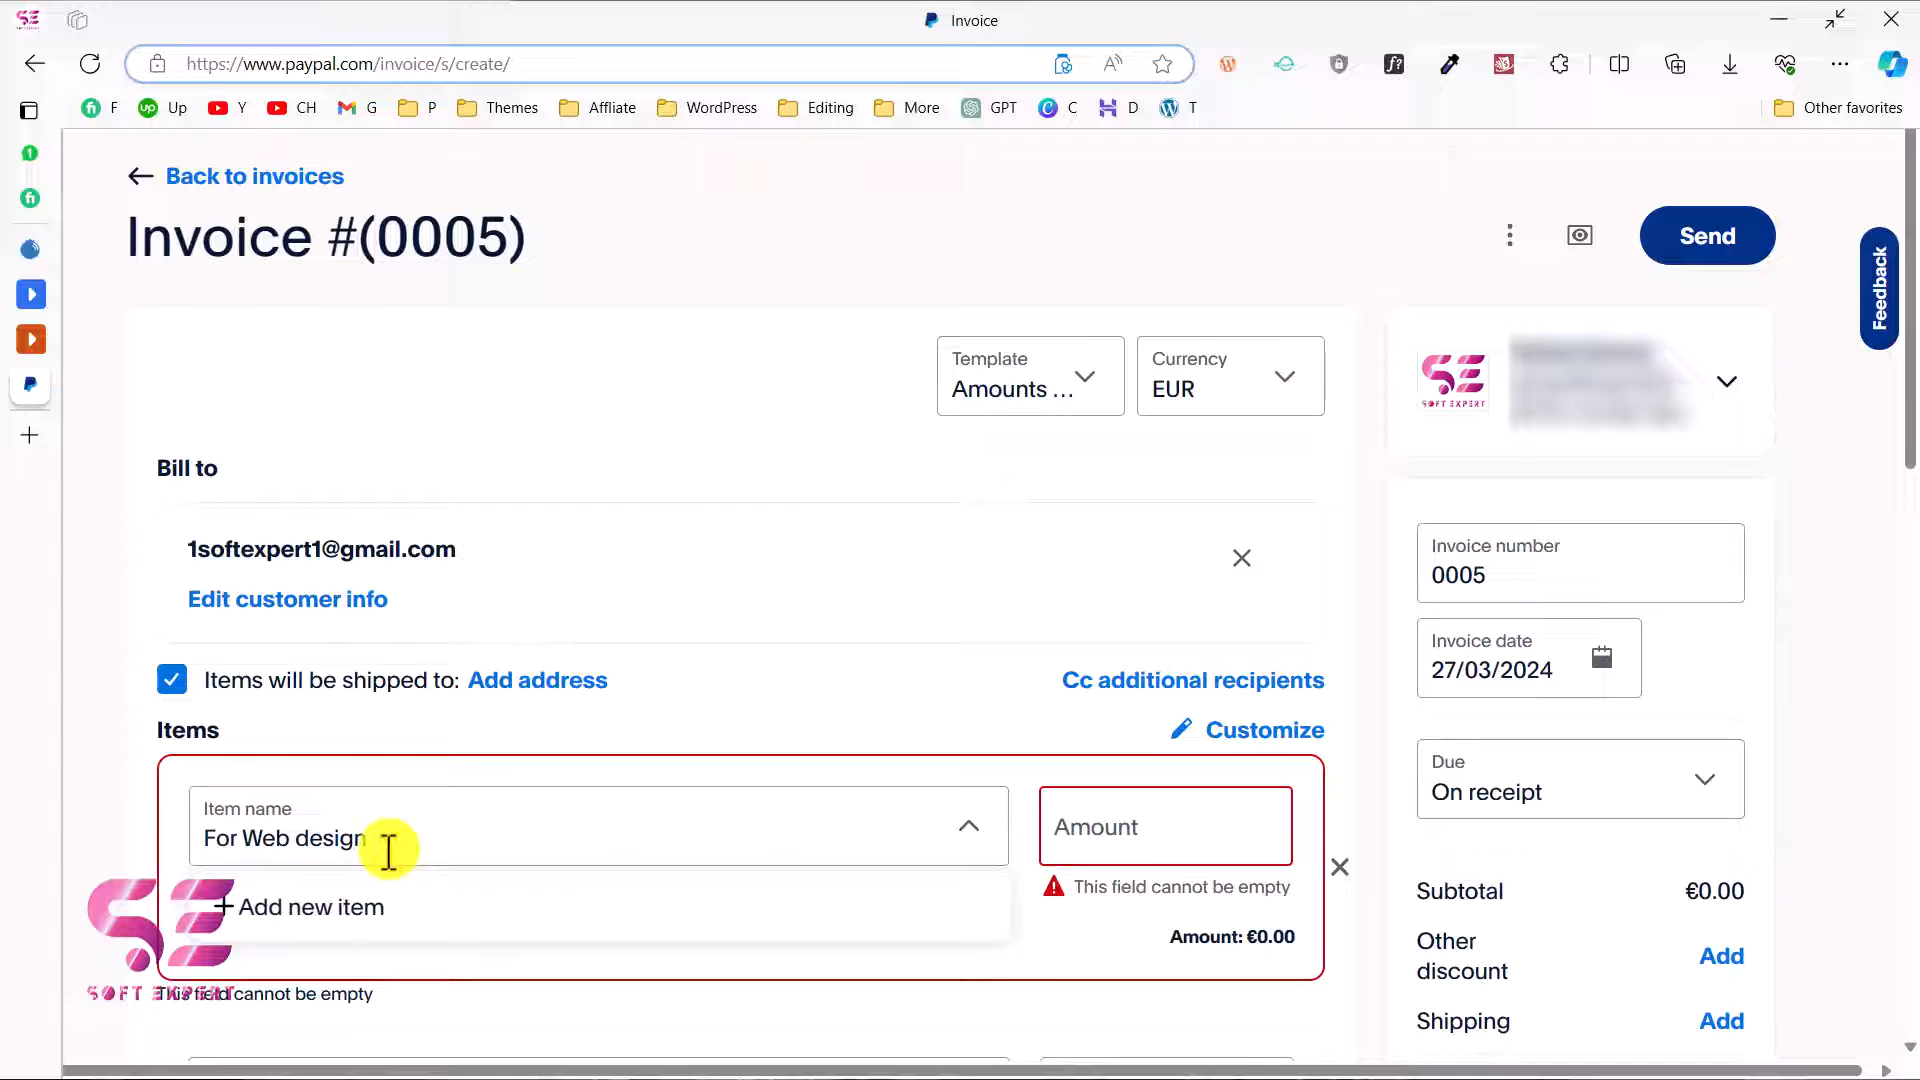 Invoice
https://www.paypal.com/invoice/s/create/
F Up Y CH G P Themes Affliate WordPress Editing More GPT C D T Other favorites
Back to invoices
Invoice #(0005)
Send
Feedback
Template
Amounts ...
Currency
EUR
SOFT EXPERT
Bill to
1softexpert1@gmail.com
Edit customer info
Items will be shipped to: Add address
Cc additional recipients
Items
Customize
Item name
For Web design
Amount
This field cannot be empty
+ Add new item
Amount: €0.00
This field cannot be empty
SOFT EXPERT
Invoice number
0005
Invoice date
27/03/2024
Due
On receipt
Subtotal €0.00
Other discount Add
Shipping Add